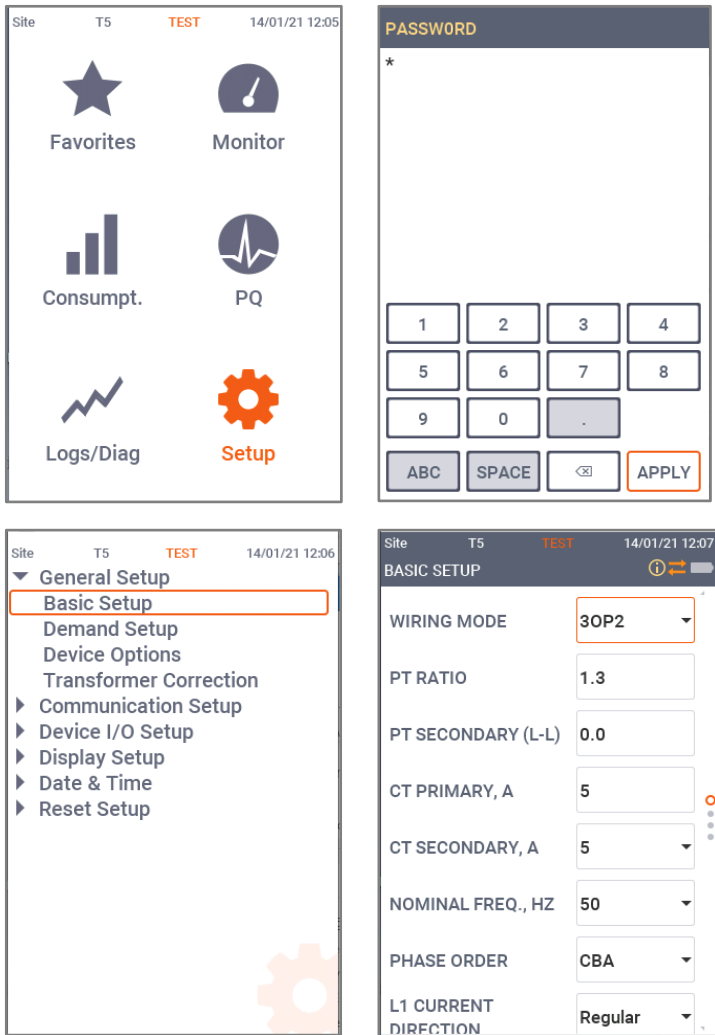 Site T5 TEST 14/01/21 12:05
Favorites Monitor
Consumpt. PQ
Logs/Diag Setup
PASSW0RD
*
1 2 3 4
5 6 7 8
9 0 .
ABC SPACE APPLY
Site T5 TEST 14/01/21 12:06
General Setup
Basic Setup
Demand Setup
Device Options
Transformer Correction
Communication Setup
Device I/O Setup
Display Setup
Date & Time
Reset Setup
Site T5 TEST 14/01/21 12:07
BASIC SETUP
WIRING MODE 3OP2
PT RATIO 1.3
PT SECONDARY (L-L) 0.0
CT PRIMARY, A 5
CT SECONDARY, A 5
NOMINAL FREQ., HZ 50
PHASE ORDER CBA
L1 CURRENT
DIRECTION Regular